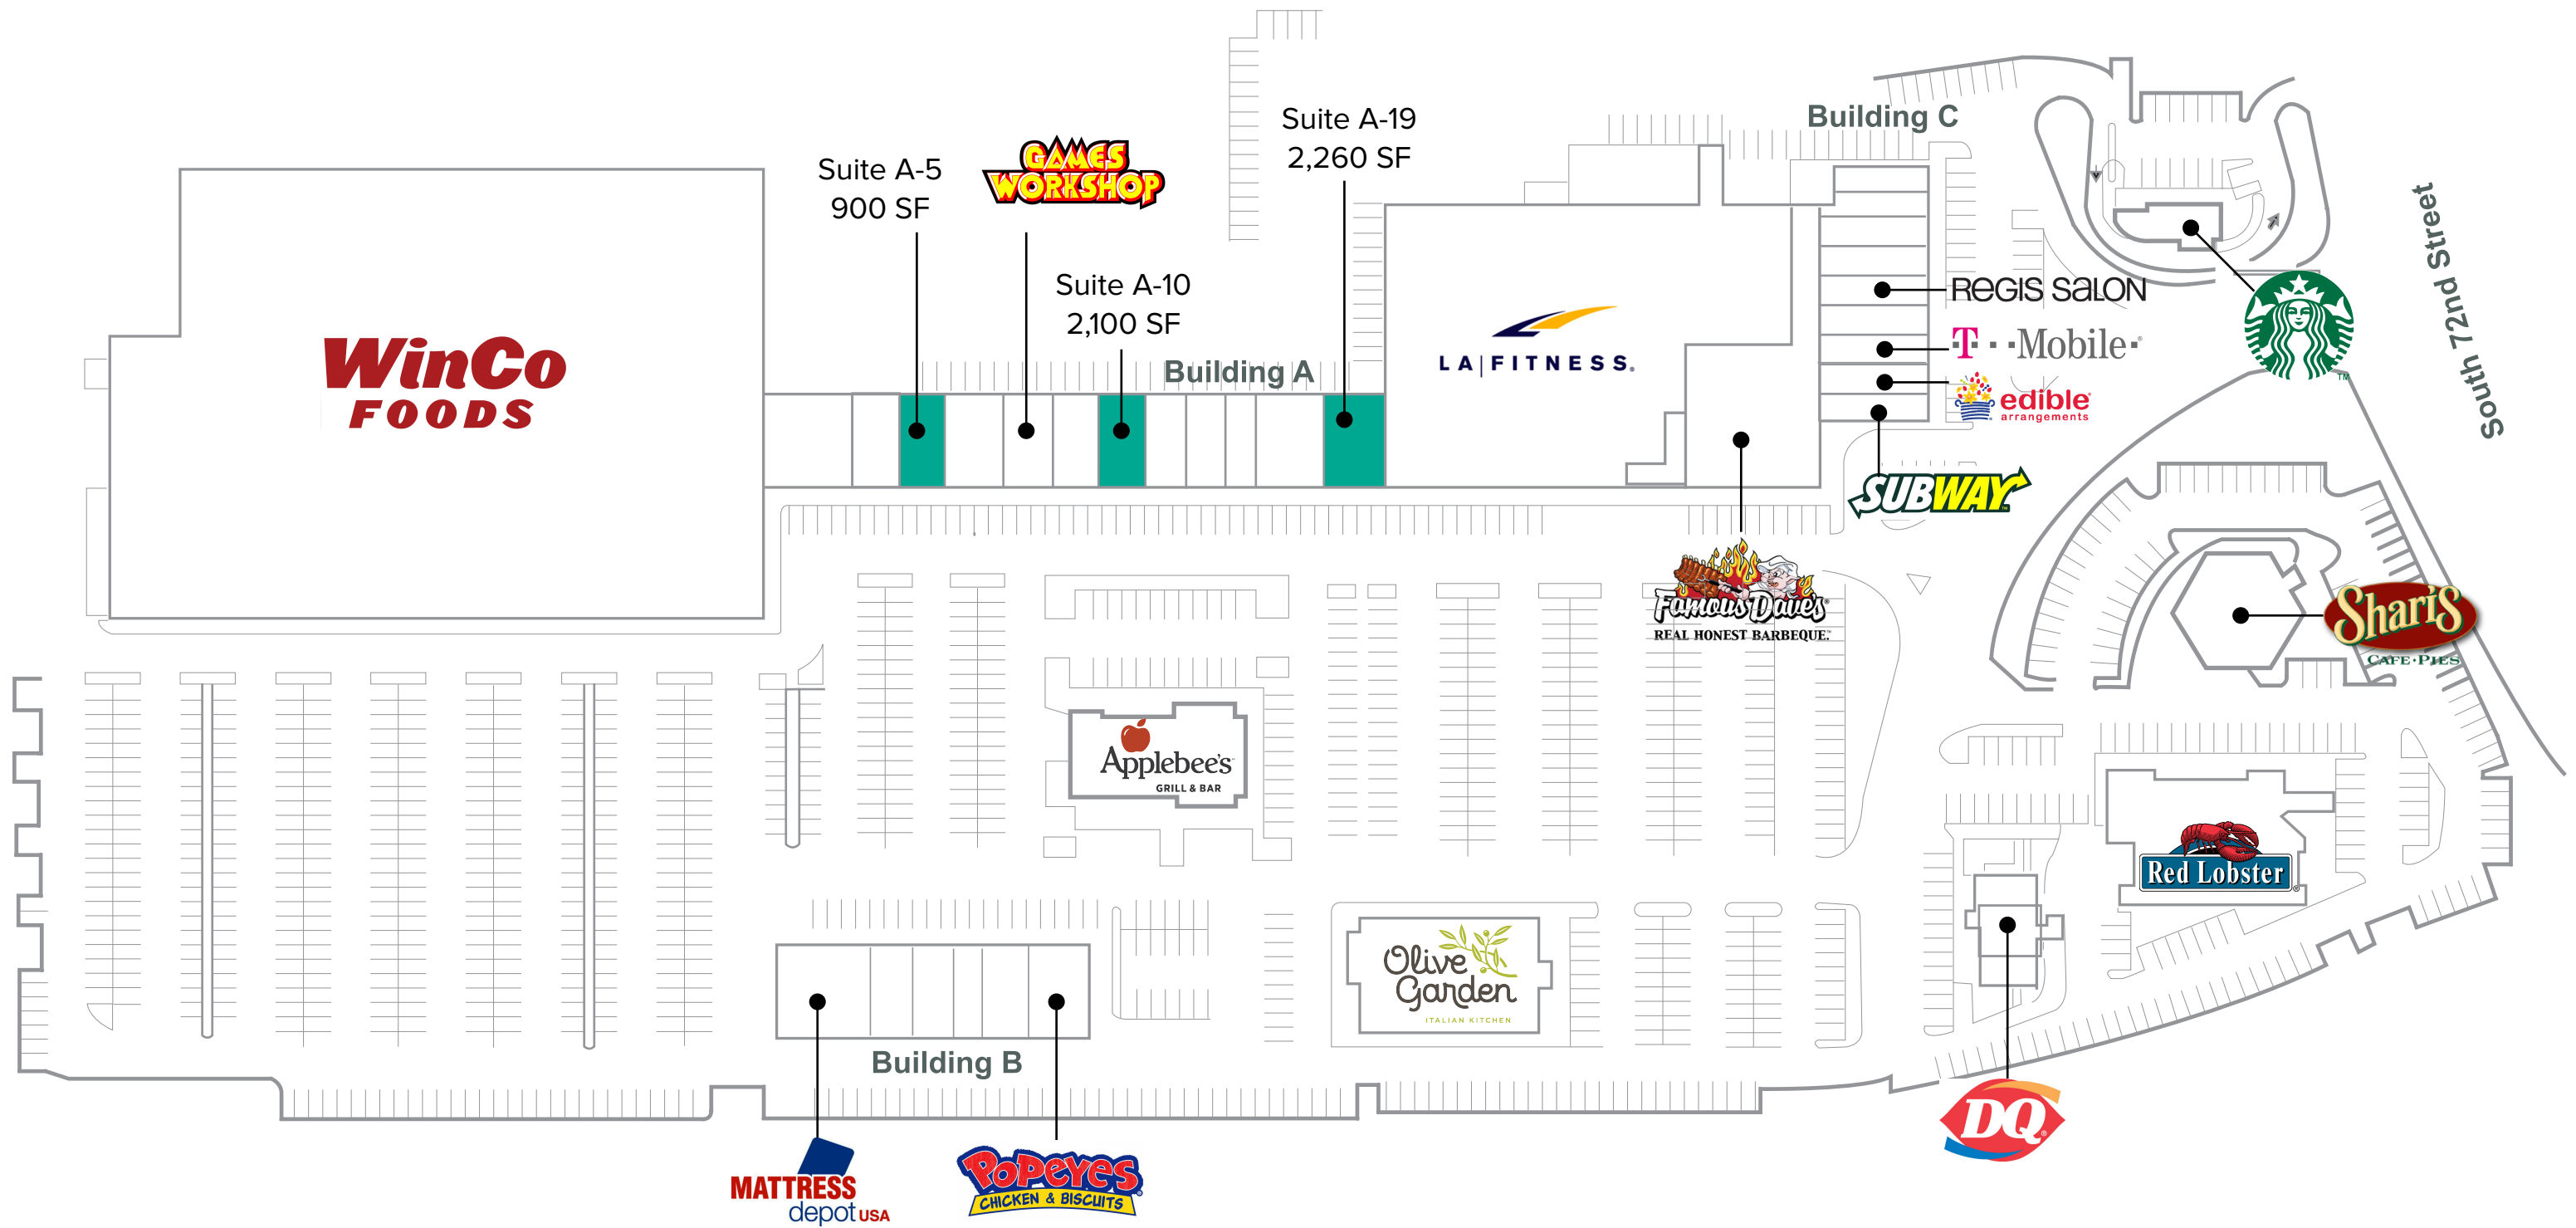 Building C
Suite A-19
2,260 SF
Suite A-5
900 SF
GAMES
WORKSHOP
South 72nd Street
Suite A-10
2,100 SF
REGIS SALON
T··Mobile·®
TM
WinCo
FOODS
LA|FITNESS®
Building A
edible®
arrangements
SUBWAY
Famous Dave's®
REAL HONEST BARBEQUE.™
Shari's
CAFE·PIES
Applebee's
GRILL & BAR
Red Lobster®
Olive
Garden
ITALIAN KITCHEN
Building B
DQ®
MATTRESS
depot USA
POPEYES®
CHICKEN & BISCUITS